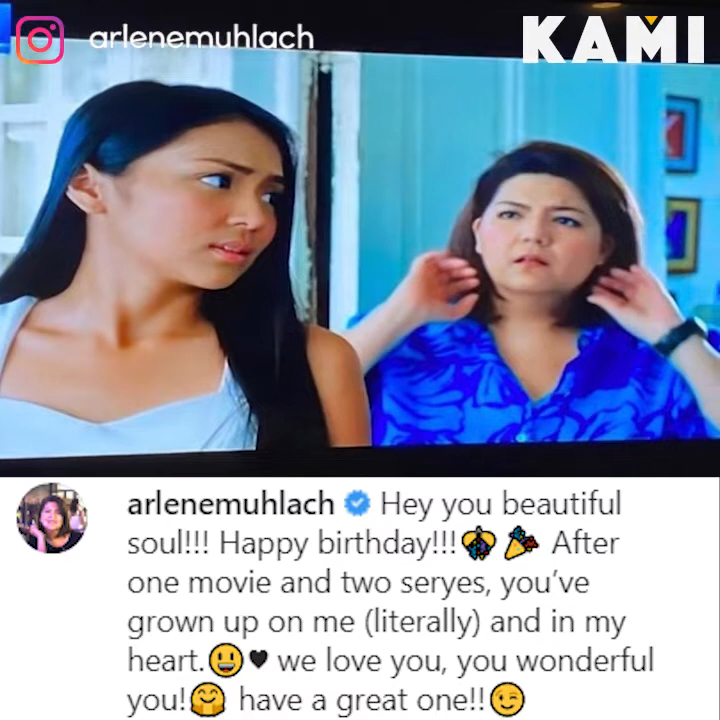 arlenemuhlach
KAMI
arlenemuhlach Hey you beautiful
soul!!! Happy birthday!!!🪅🎉 After
one movie and two seryes, you've
grown up on me (literally) and in my
heart.😃♥ we love you, you wonderful
you!🤗 have a great one!!😉